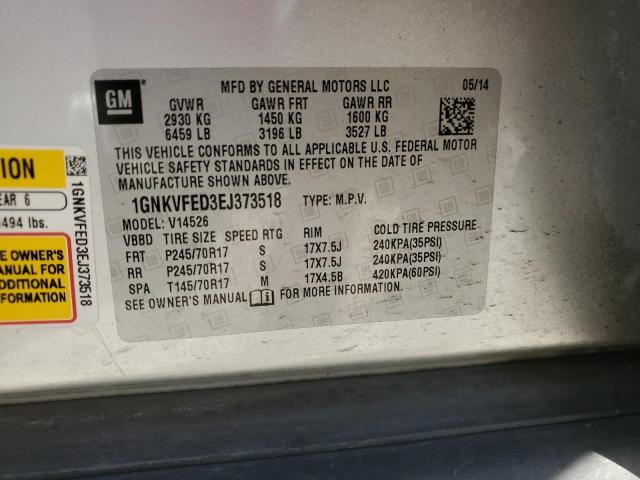 GM
MFD BY GENERAL MOTORS LLC 05/14
GVWR GAWR FRT GAWR RR
2930 KG 1450 KG 1600 KG
6459 LB 3196 LB 3527 LB
THIS VEHICLE CONFORMS TO ALL APPLICABLE U.S. FEDERAL MOTOR
VEHICLE SAFETY STANDARDS IN EFFECT ON THE DATE OF
MANUFACTURE SHOWN ABOVE.
1GNKVFED3EJ373518 TYPE: M.P.V.
MODEL: V14526
VBBD TIRE SIZE SPEED RTG RIM COLD TIRE PRESSURE
FRT P245/70R17 S 17X7.5J 240KPA(35PSI)
RR P245/70R17 S 17X7.5J 240KPA(35PSI)
SPA T145/70R17 M 17X4.5B 420KPA(60PSI)
SEE OWNER'S MANUAL FOR MORE INFORMATION.
TION
EAR 6
494 lbs.
E OWNER'S
ANUAL FOR
DDITIONAL
FORMATION
1GNKVFED3EJ373518